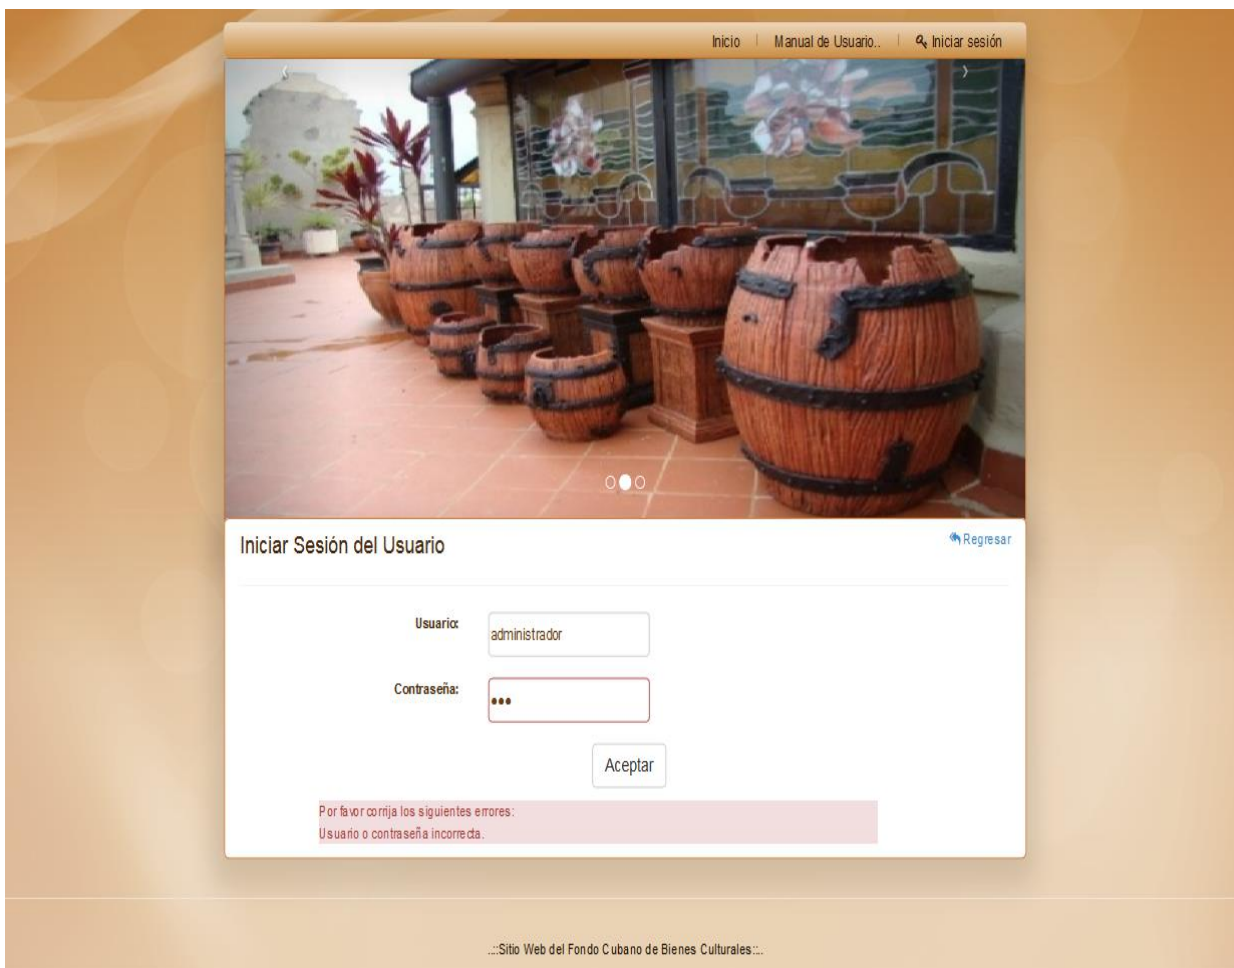 Inicio | Manual de Usuario.. | Iniciar sesión
Iniciar Sesión del Usuario
Regresar
Usuario:
administrador
Contraseña:
•••
Aceptar
Por favor corrija los siguientes errores:
Usuario o contraseña incorrecta.
..::Sitio Web del Fondo Cubano de Bienes Culturales::..